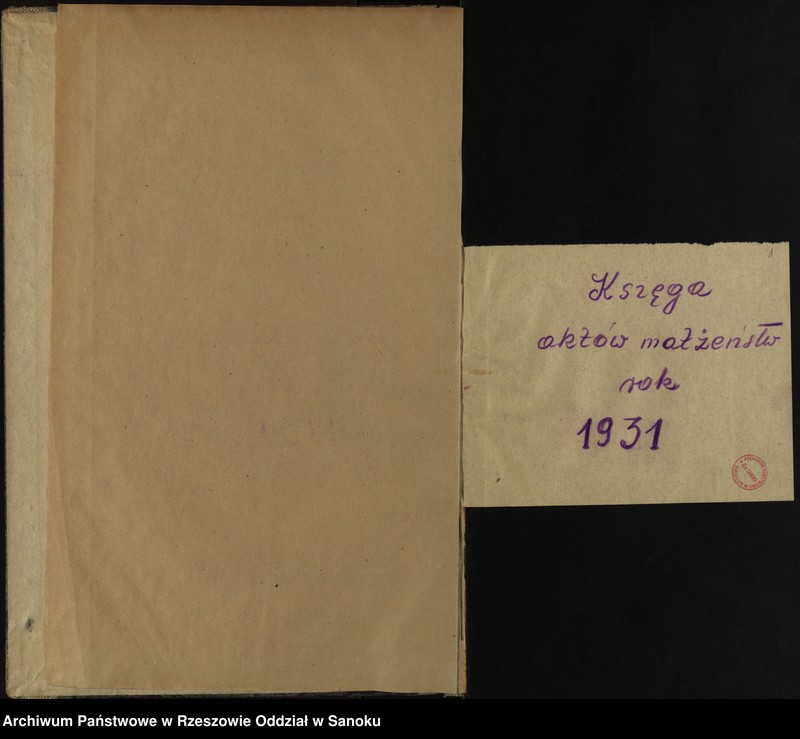 Księga
aktów małżeństw
rok
1931
Archiwum Państwowe w Rzeszowie Oddział w Sanoku